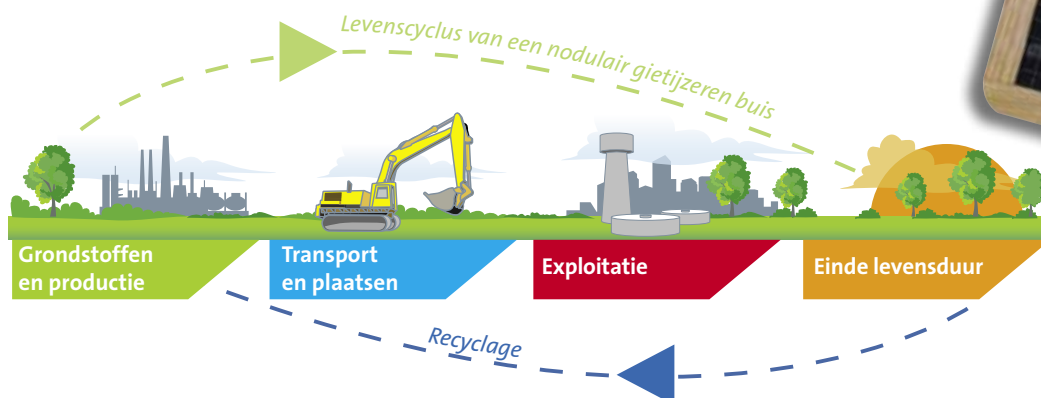 Levenscyclus van een nodulair gietijzeren buis
Grondstoffen
en productie
Transport
en plaatsen
Exploitatie
Einde levensduur
Recyclage